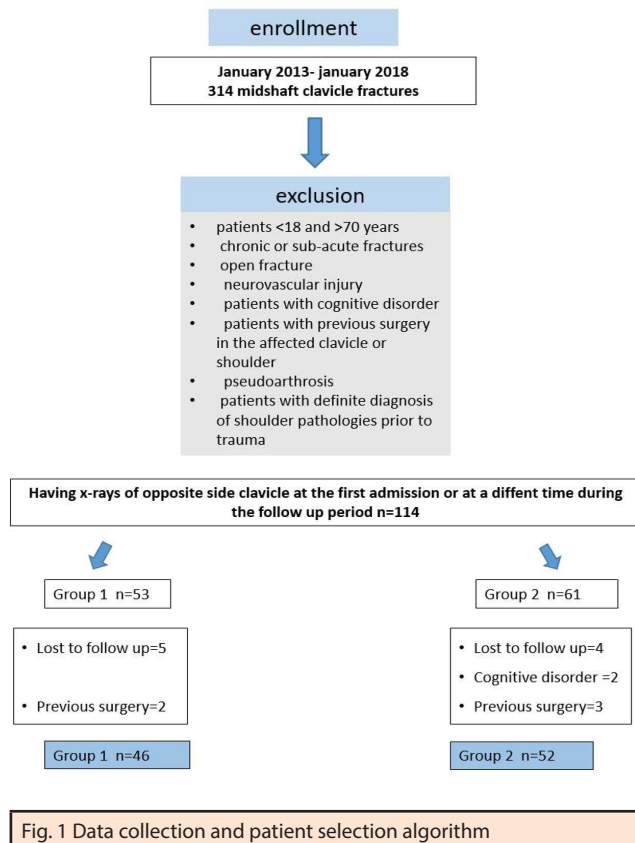 enrollment
January 2013- january 2018
314 midshaft clavicle fractures
exclusion
• patients <18 and >70 years
• chronic or sub-acute fractures
• open fracture
• neurovascular injury
• patients with cognitive disorder
• patients with previous surgery
in the affected clavicle or
shoulder
• pseudoarthrosis
• patients with definite diagnosis
of shoulder pathologies prior to
trauma
Having x-rays of opposite side clavicle at the first admission or at a diffent time during
the follow up period n=114
Group 1 n=53
• Lost to follow up=5
• Previous surgery=2
Group 1 n=46
Group 2 n=61
• Lost to follow up=4
• Cognitive disorder =2
• Previous surgery=3
Group 2 n=52
Fig. 1 Data collection and patient selection algorithm